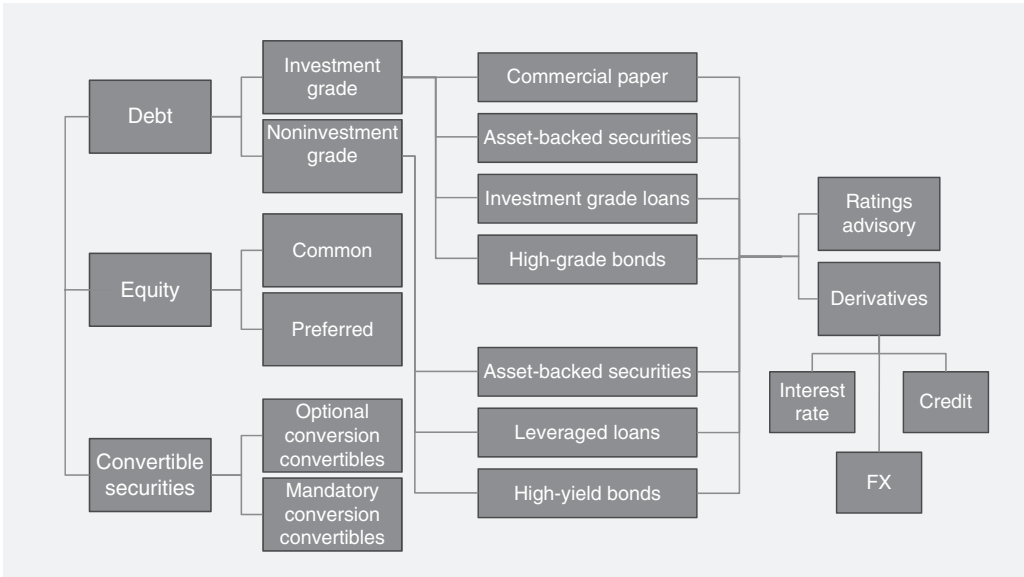 Debt
Investment
grade
Noninvestment
grade
Equity
Common
Preferred
Convertible
securities
Optional
conversion
convertibles
Mandatory
conversion
convertibles
Commercial paper
Asset-backed securities
Investment grade loans
High-grade bonds
Asset-backed securities
Leveraged loans
High-yield bonds
Ratings
advisory
Derivatives
Interest
rate
Credit
FX